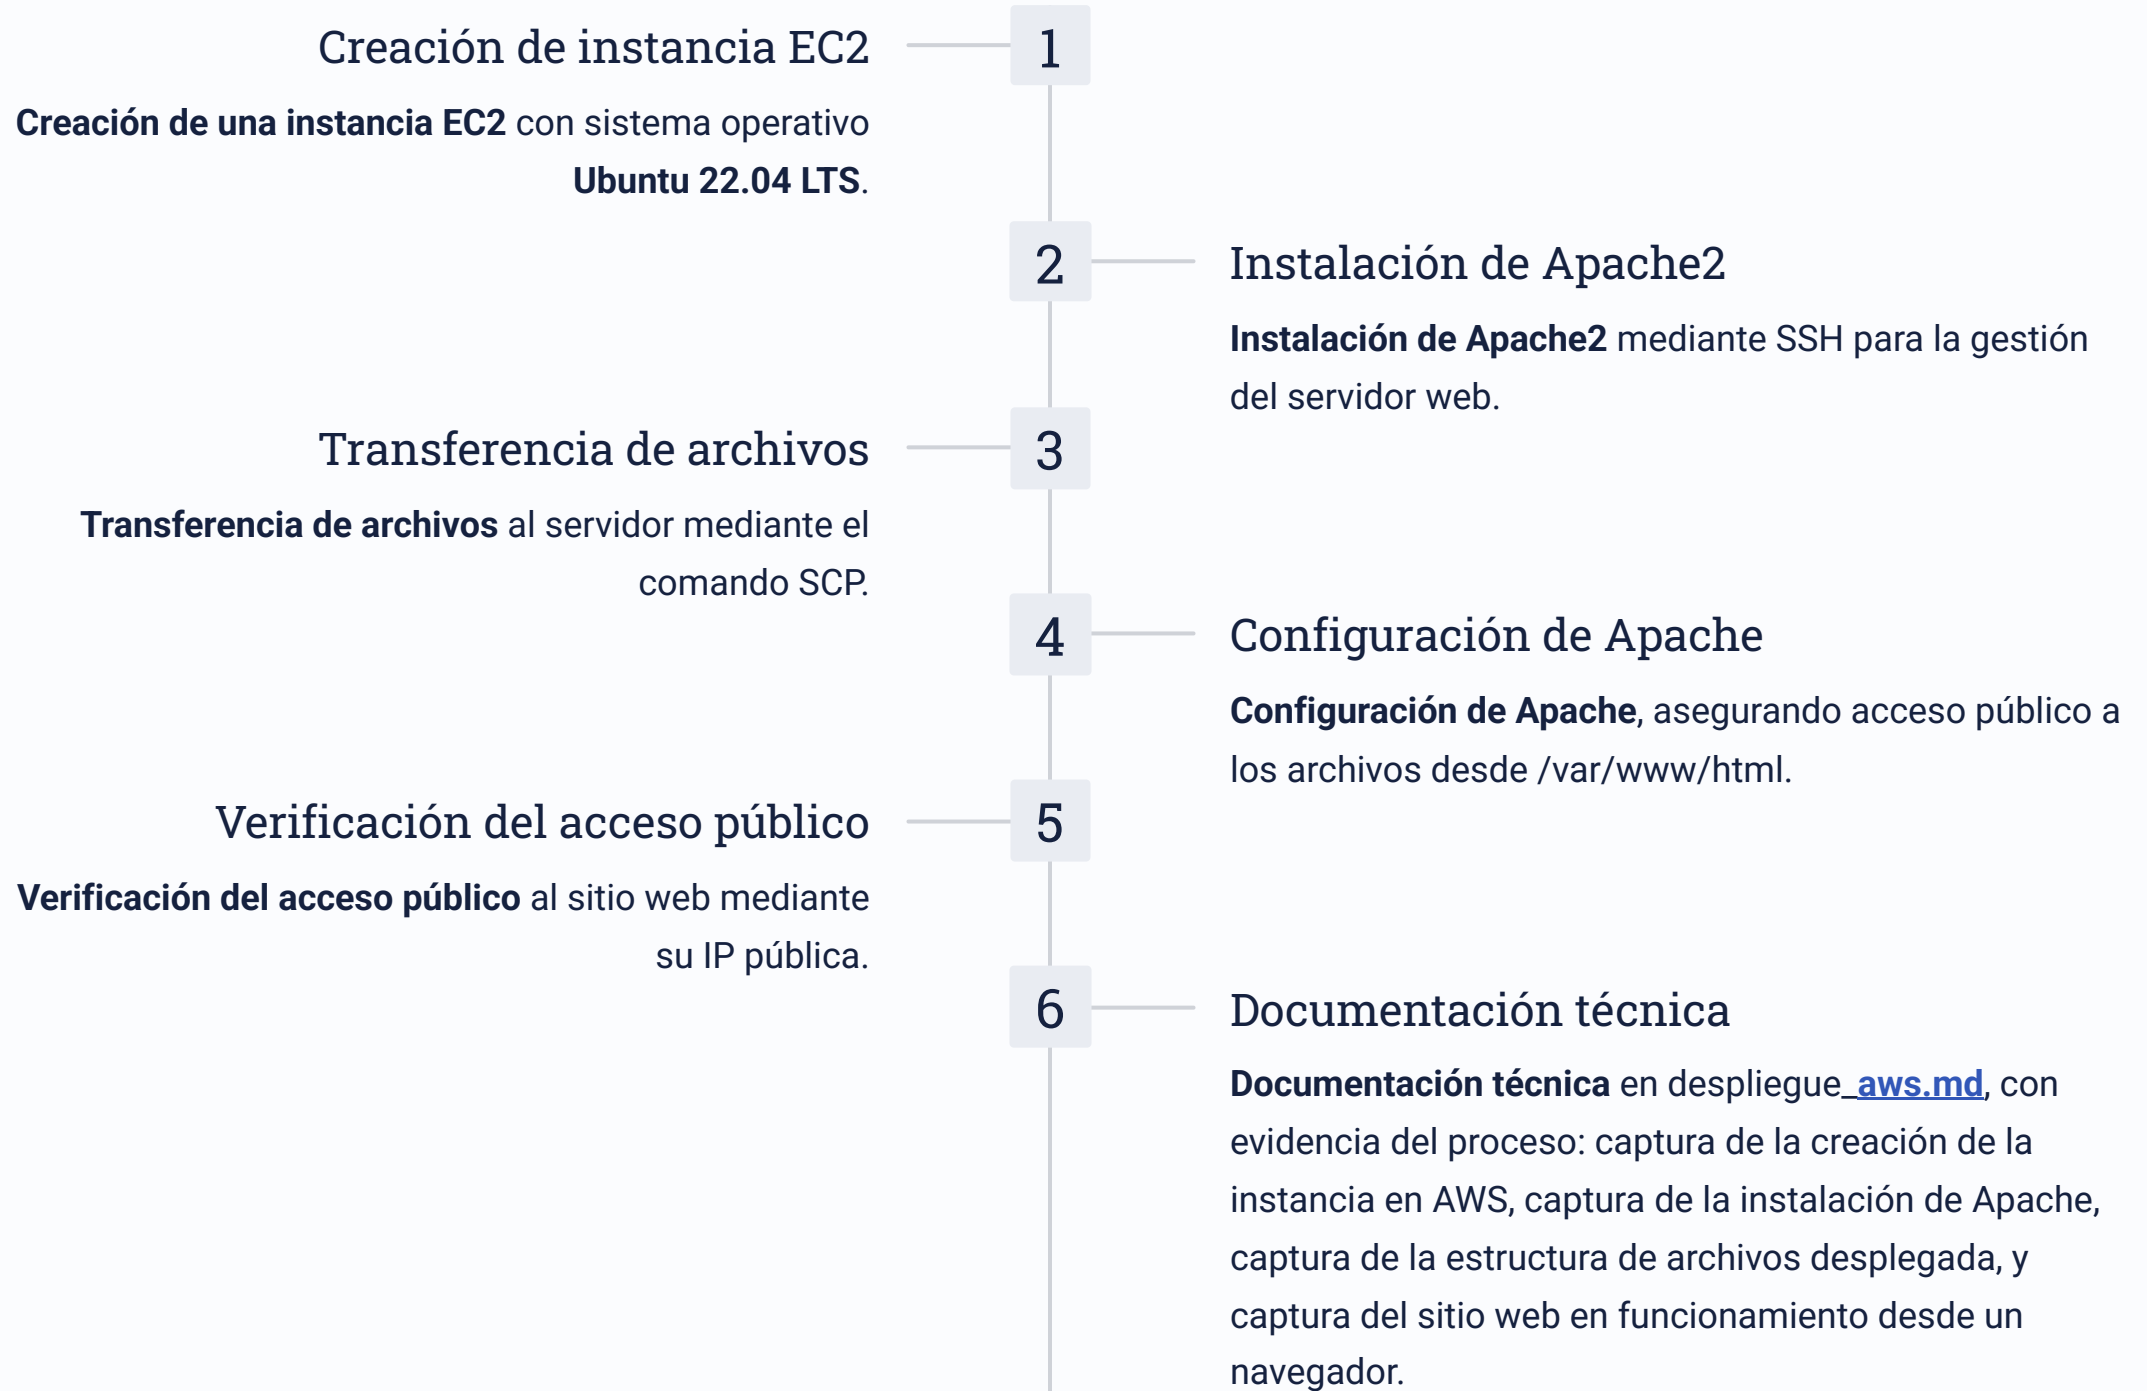 Creación de instancia EC2
1
Creación de una instancia EC2 con sistema operativo
Ubuntu 22.04 LTS.
2
Instalación de Apache2
Instalación de Apache2 mediante SSH para la gestión
del servidor web.
Transferencia de archivos
3
Transferencia de archivos al servidor mediante el
comando SCP.
4
Configuración de Apache
Configuración de Apache, asegurando acceso público a
los archivos desde /var/www/html.
Verificación del acceso público
5
Verificación del acceso público al sitio web mediante
su IP pública.
6
Documentación técnica
Documentación técnica en despliegue_aws.md, con
evidencia del proceso: captura de la creación de la
instancia en AWS, captura de la instalación de Apache,
captura de la estructura de archivos desplegada, y
captura del sitio web en funcionamiento desde un
navegador.